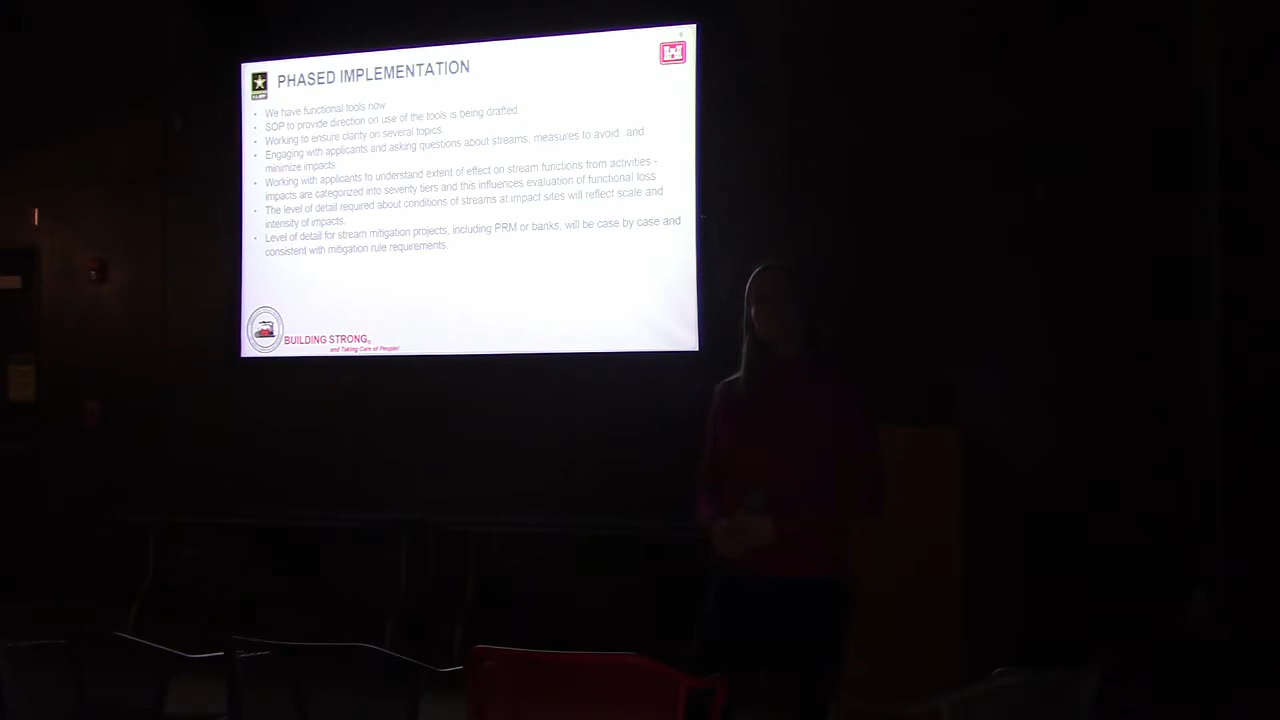 PHASED IMPLEMENTATION
• We have functional tools now
• SOP to provide direction on use of the tools is being drafted.
• Working to ensure clarity on several topics
• Engaging with applicants and asking questions about streams, measures to avoid and
minimize impacts
• Working with applicants to understand extent of effect on stream functions from activities -
impacts are categorized into severity tiers and this influences evaluation of functional loss
• The level of detail required about conditions of streams at impact sites will reflect scale and
intensity of impacts.
• Level of detail for stream mitigation projects, including PRM or banks, will be case by case and
consistent with mitigation rule requirements.
BUILDING STRONG®
and Taking Care of People!